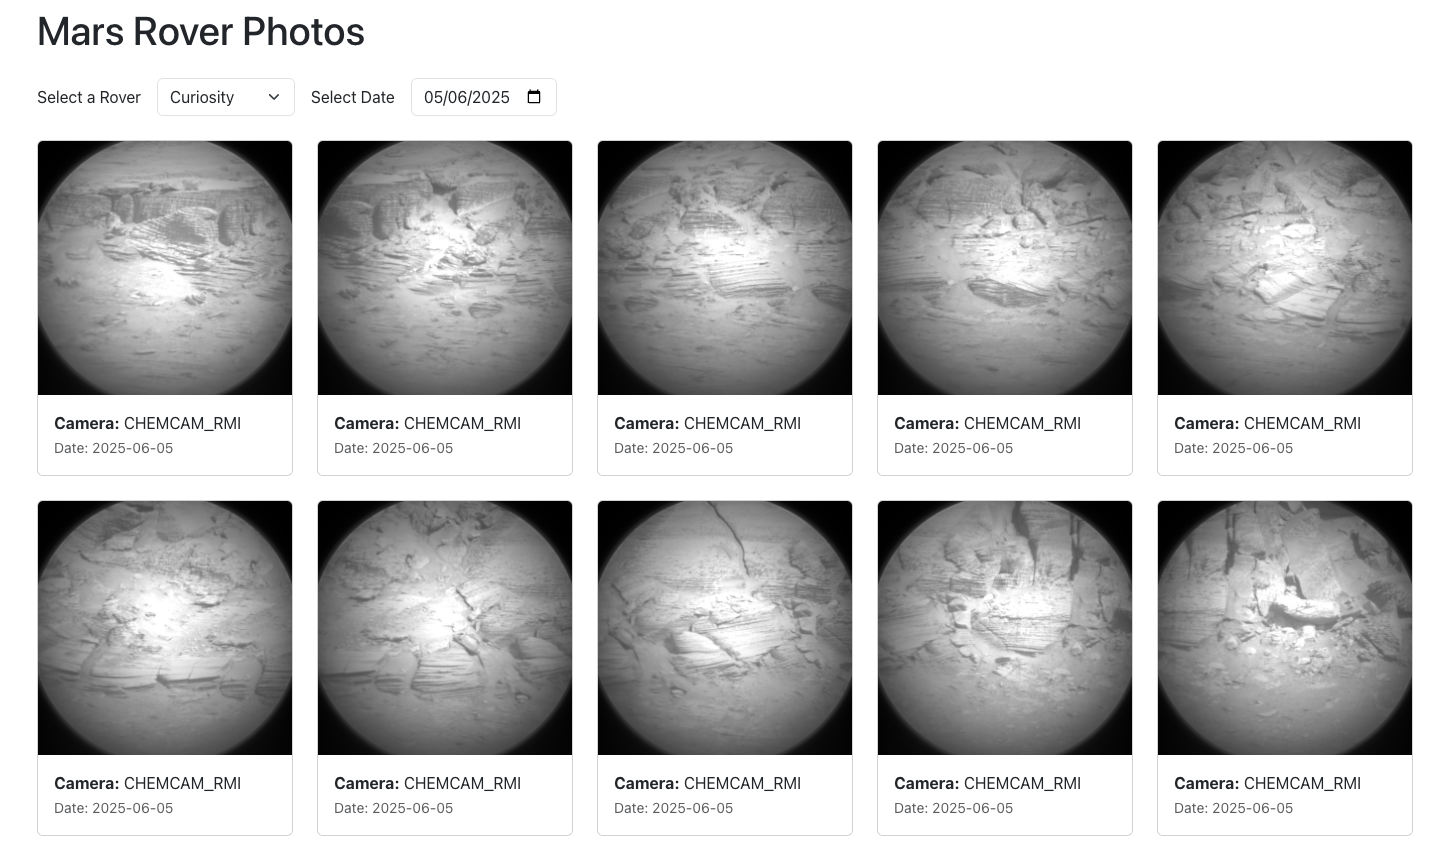 Mars Rover Photos
Select a Rover Curiosity Select Date 05/06/2025
Camera: CHEMCAM_RMI Camera: CHEMCAM_RMI Camera: CHEMCAM_RMI Camera: CHEMCAM_RMI Camera: CHEMCAM_RMI
Date: 2025-06-05 Date: 2025-06-05 Date: 2025-06-05 Date: 2025-06-05 Date: 2025-06-05
Camera: CHEMCAM_RMI Camera: CHEMCAM_RMI Camera: CHEMCAM_RMI Camera: CHEMCAM_RMI Camera: CHEMCAM_RMI
Date: 2025-06-05 Date: 2025-06-05 Date: 2025-06-05 Date: 2025-06-05 Date: 2025-06-05